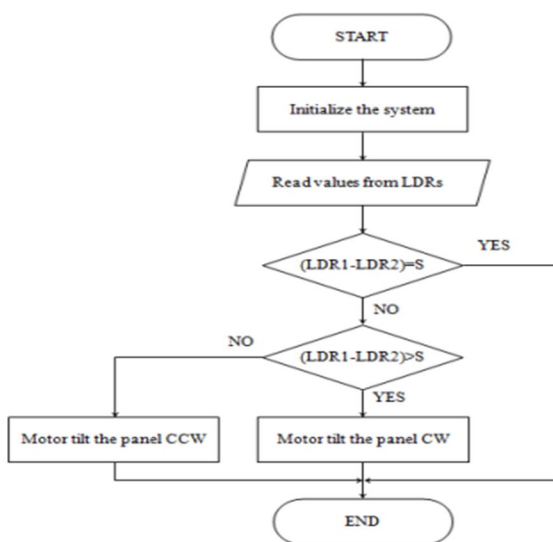 START
Initialize the system
Read values from LDRs
(LDR1-LDR2)=S
YES
NO
(LDR1-LDR2)>S
NO
YES
Motor tilt the panel CCW
Motor tilt the panel CW
END